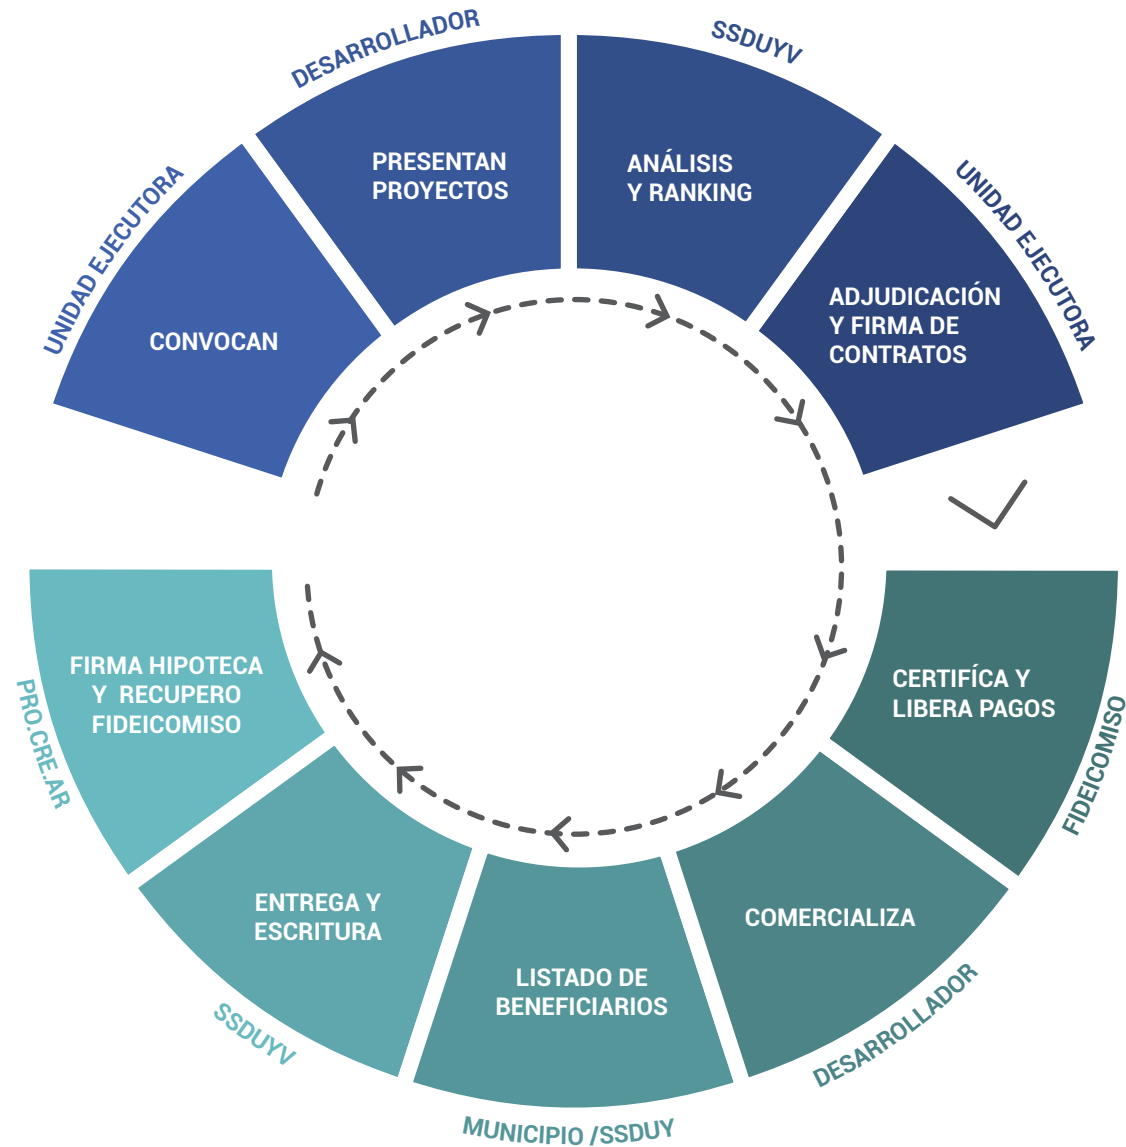 UNIDAD EJECUTORA
CONVOCAN
DESARROLLADOR
PRESENTAN
PROYECTOS
SSDUYV
ANÁLISIS
Y RANKING
UNIDAD EJECUTORA
ADJUDICACIÓN
Y FIRMA DE
CONTRATOS
FIDEICOMISO
CERTIFÍCA Y
LIBERA PAGOS
DESARROLLADOR
COMERCIALIZA
MUNICIPIO /SSDUY
LISTADO DE
BENEFICIARIOS
SSDUYV
ENTREGA Y
ESCRITURA
PRO.CRE.AR
FIRMA HIPOTECA
Y RECUPERO
FIDEICOMISO